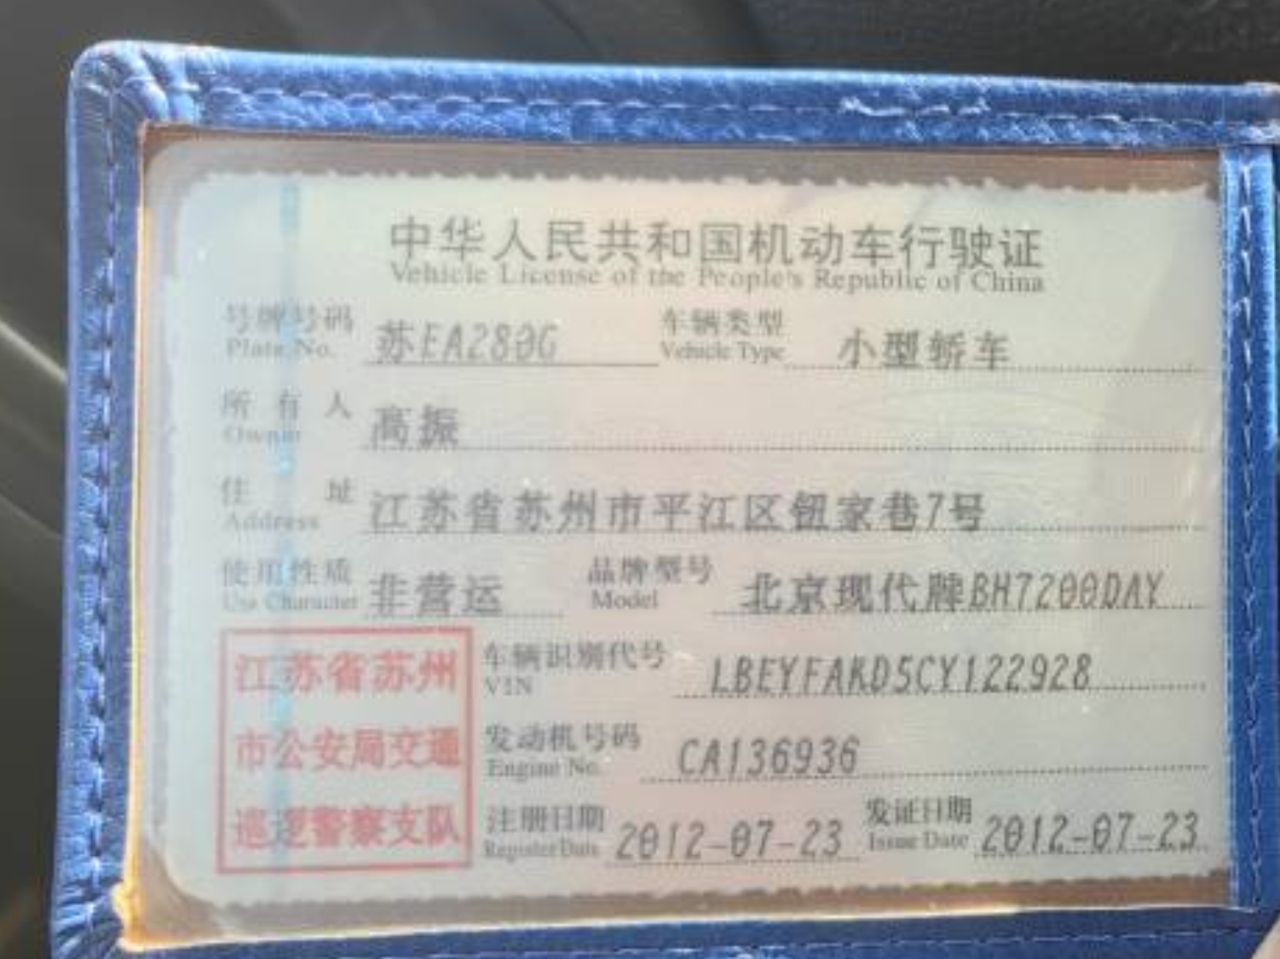 中华人民共和国机动车行驶证
Vehicle License of the People's Republic of China
号牌号码 苏EA280G 车辆类型 小型轿车
Plate No. Vehicle Type
所有人 高振
Owner
住址 江苏省苏州市平江区钮家巷7号
Address
使用性质 非营运 品牌型号 北京现代牌BH7200DAY
Use Character Model
江苏省苏州
市公安局交通
巡逻警察支队
车辆识别代号 LBEYFAKD5CY122928
VIN
发动机号码 CA136936
Engine No.
注册日期 2012-07-23 发证日期 2012-07-23
Register Date Issue Date